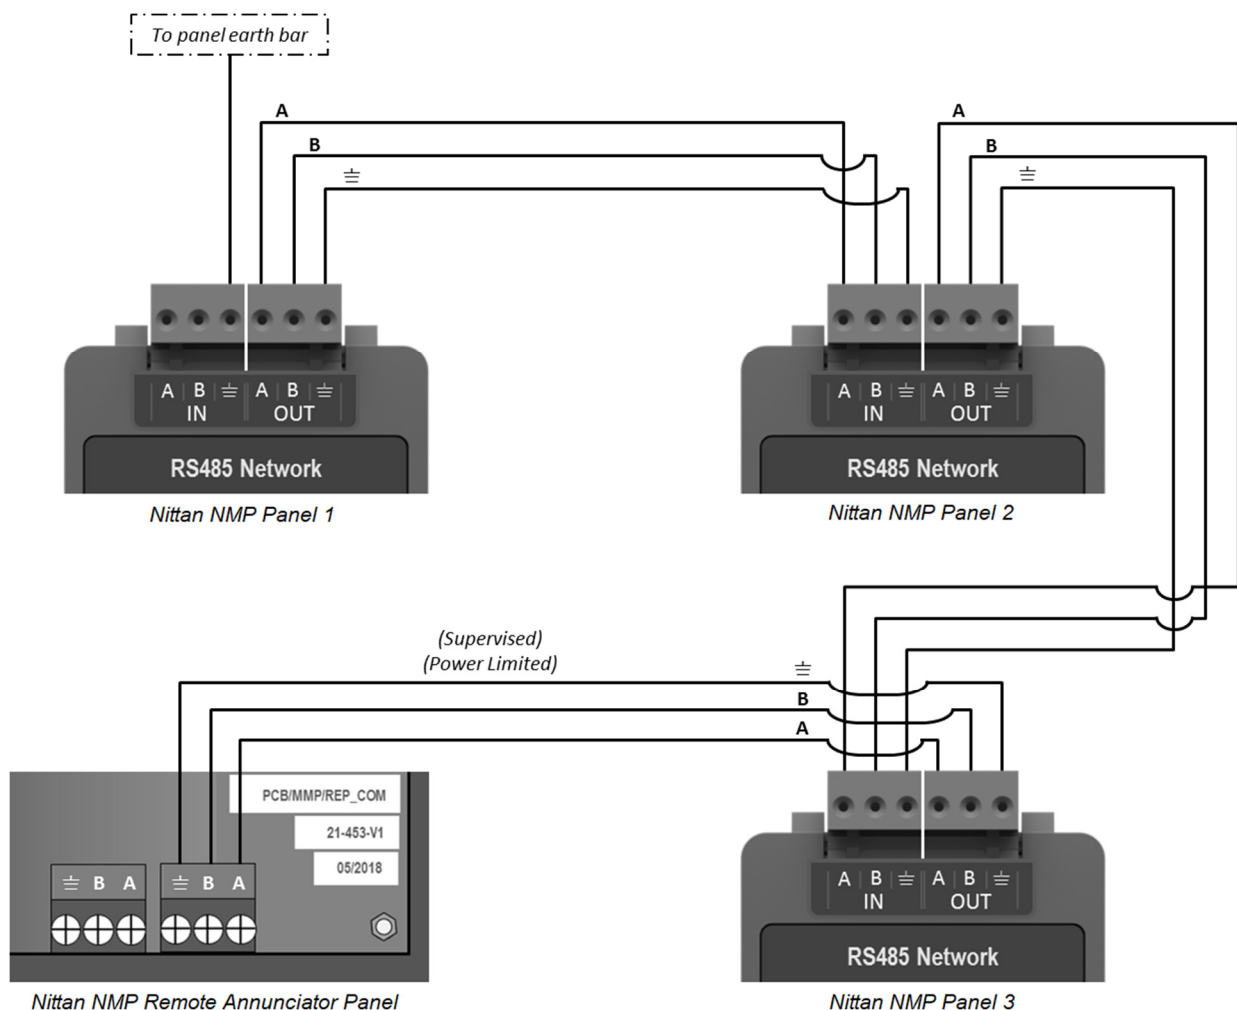 To panel earth bar
A
B
A
B
A B A B
IN OUT
RS485 Network
Nittan NMP Panel 1
A B A B
IN OUT
RS485 Network
Nittan NMP Panel 2
(Supervised)
(Power Limited)
B
A
PCB/MMP/REP_COM
21-453-V1
05/2018
B A B A
Nittan NMP Remote Annunciator Panel
A B A B
IN OUT
RS485 Network
Nittan NMP Panel 3